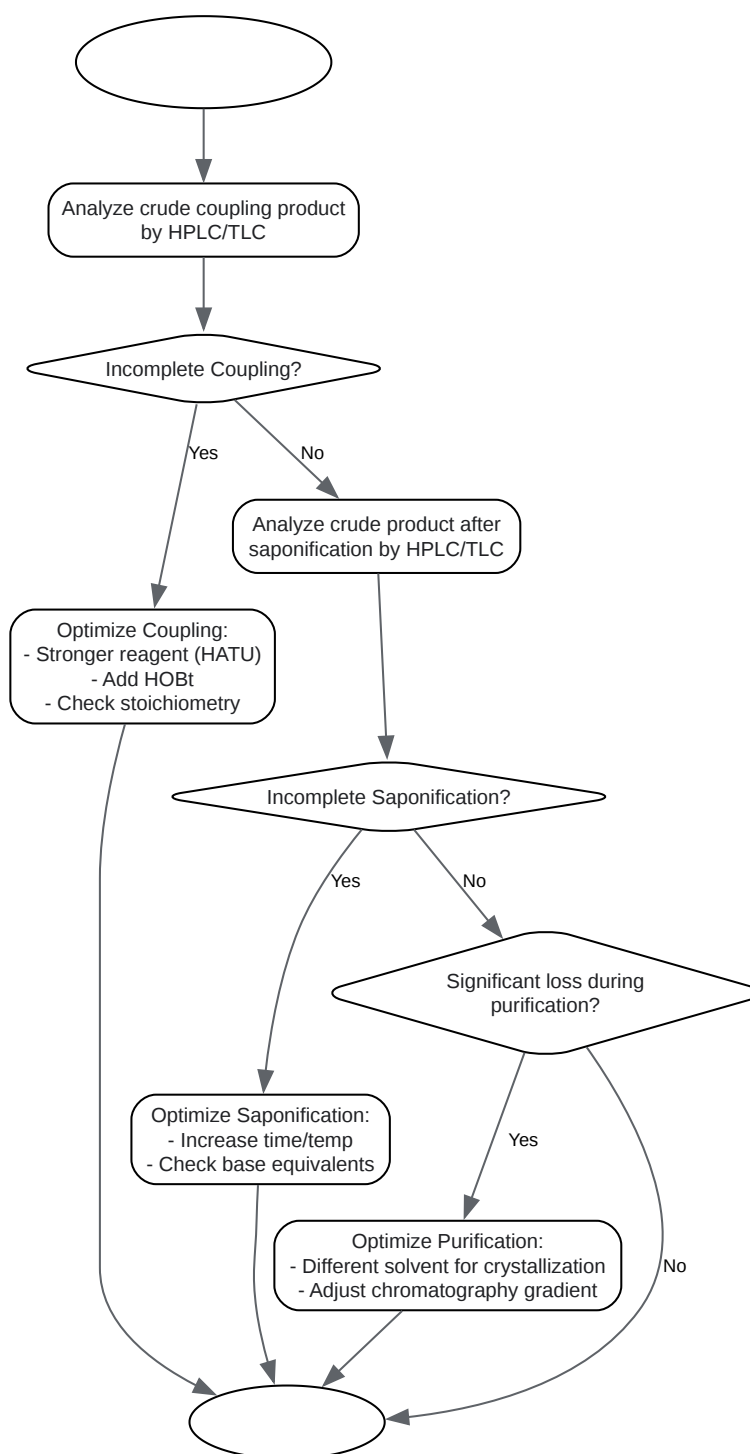 Analyze crude coupling product
by HPLC/TLC
Incomplete Coupling?
Yes
No
Analyze crude product after
saponification by HPLC/TLC
Optimize Coupling:
- Stronger reagent (HATU)
- Add HOBt
- Check stoichiometry
Incomplete Saponification?
Yes
No
Significant loss during
purification?
Optimize Saponification:
- Increase time/temp
- Check base equivalents
Yes
Optimize Purification:
- Different solvent for crystallization
- Adjust chromatography gradient
No